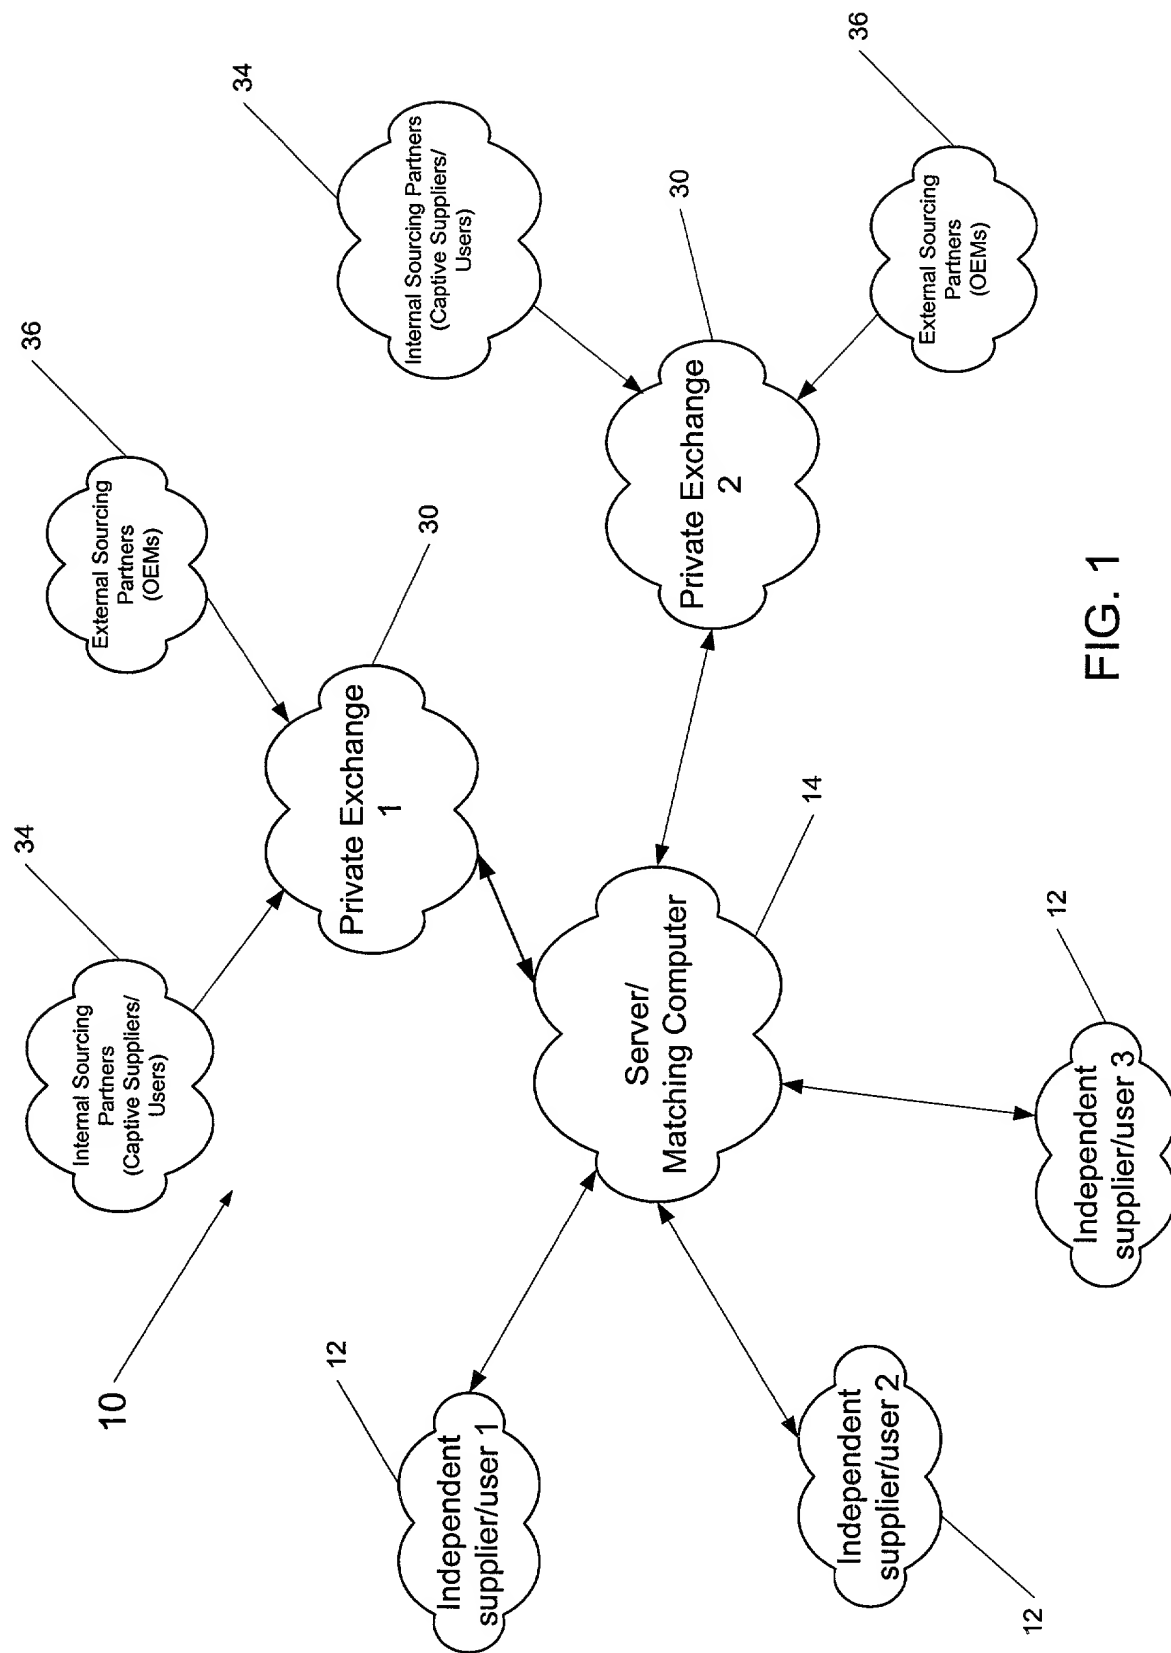 10
34
Internal Sourcing
Partners
(Captive Suppliers/
Users)
36
External Sourcing
Partners
(OEMs)
30
Private Exchange
1
34
Internal Sourcing Partners
(Captive Suppliers/
Users)
30
Private Exchange
2
36
External Sourcing
Partners
(OEMs)
12
Independent
supplier/user 1
Server/
Matching Computer
14
Independent
supplier/user 2
12
12
Independent
supplier/user 3
FIG. 1